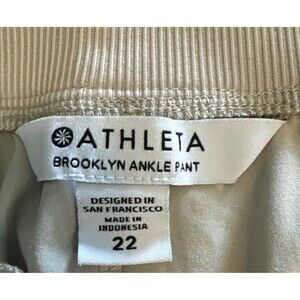 ATHLETA
BROOKLYN ANKLE PANT
DESIGNED IN
SAN FRANCISCO
MADE IN
INDONESIA
22